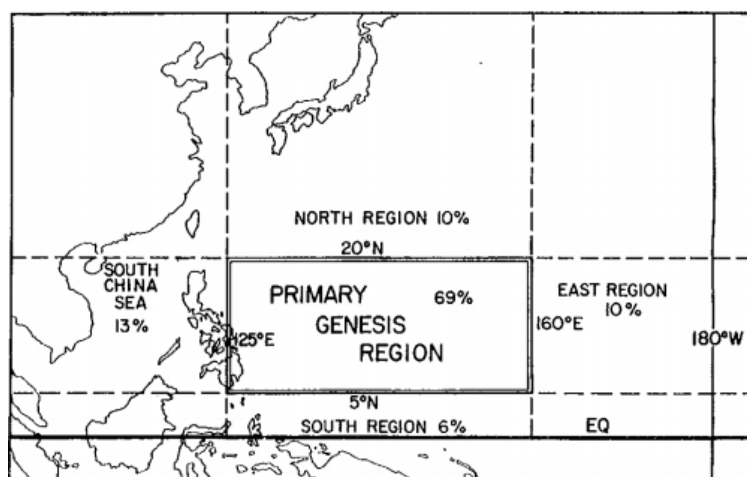 NORTH REGION 10%
20°N
SOUTH
CHINA
SEA
13%
PRIMARY 69%
GENESIS
REGION
125°E
EAST REGION
10%
160°E
180°W
5°N
SOUTH REGION 6%
EQ